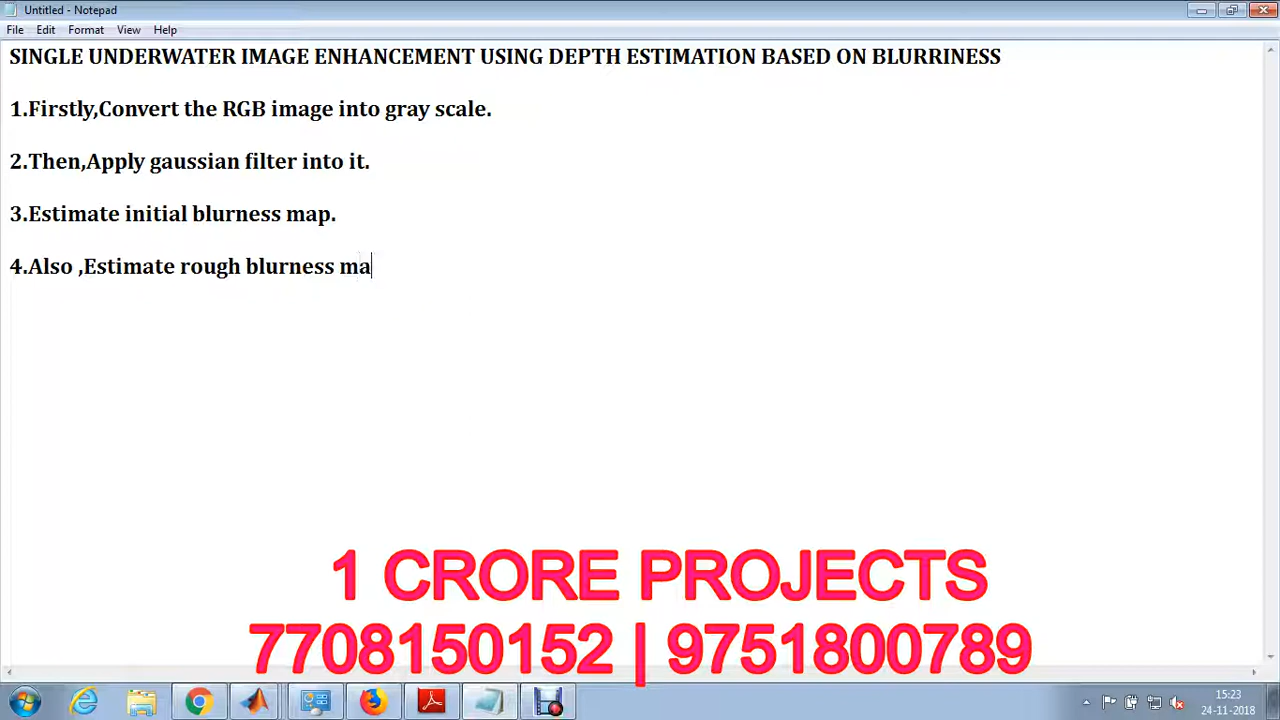 Untitled - Notepad
File Edit Format View Help
SINGLE UNDERWATER IMAGE ENHANCEMENT USING DEPTH ESTIMATION BASED ON BLURRINESS
1.Firstly,Convert the RGB image into gray scale.
2.Then,Apply gaussian filter into it.
3.Estimate initial blurness map.
4.Also ,Estimate rough blurness ma
1 CRORE PROJECTS
7708150152 | 9751800789
15:23
24-11-2018